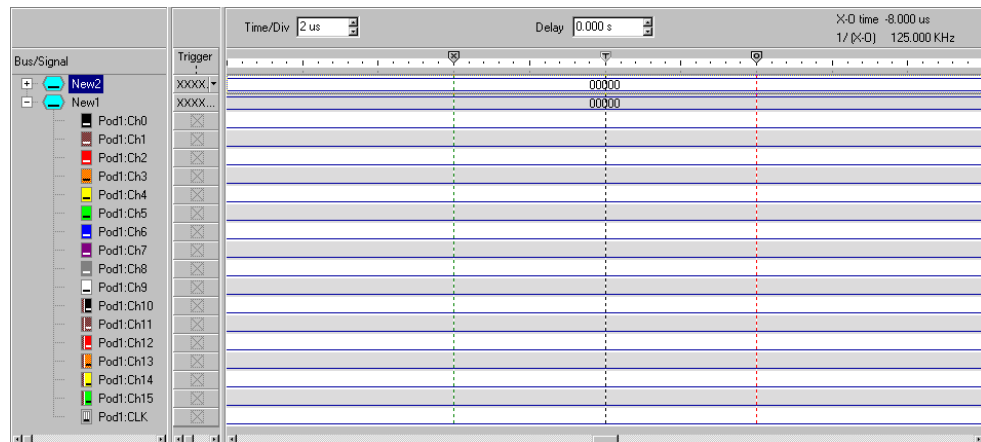 Time/Div 2 us Delay 0.000 s X-O time -8.000 us
1/ (X-O) 125.000 KHz
Bus/Signal Trigger
X T O
New2 XXXX. 00000
New1 XXXX... 00000
Pod1:Ch0
Pod1:Ch1
Pod1:Ch2
Pod1:Ch3
Pod1:Ch4
Pod1:Ch5
Pod1:Ch6
Pod1:Ch7
Pod1:Ch8
Pod1:Ch9
Pod1:Ch10
Pod1:Ch11
Pod1:Ch12
Pod1:Ch13
Pod1:Ch14
Pod1:Ch15
Pod1:CLK